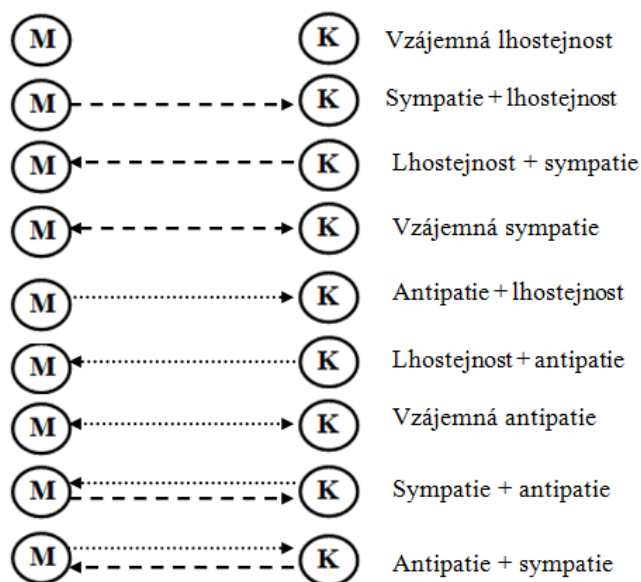 M K Vzájemná lhostejnost
M K Sympatie + lhostejnost
M K Lhostejnost + sympatie
M K Vzájemná sympatie
M K Antipatie + lhostejnost
M K Lhostejnost + antipatie
M K Vzájemná antipatie
M K Sympatie + antipatie
M K Antipatie + sympatie